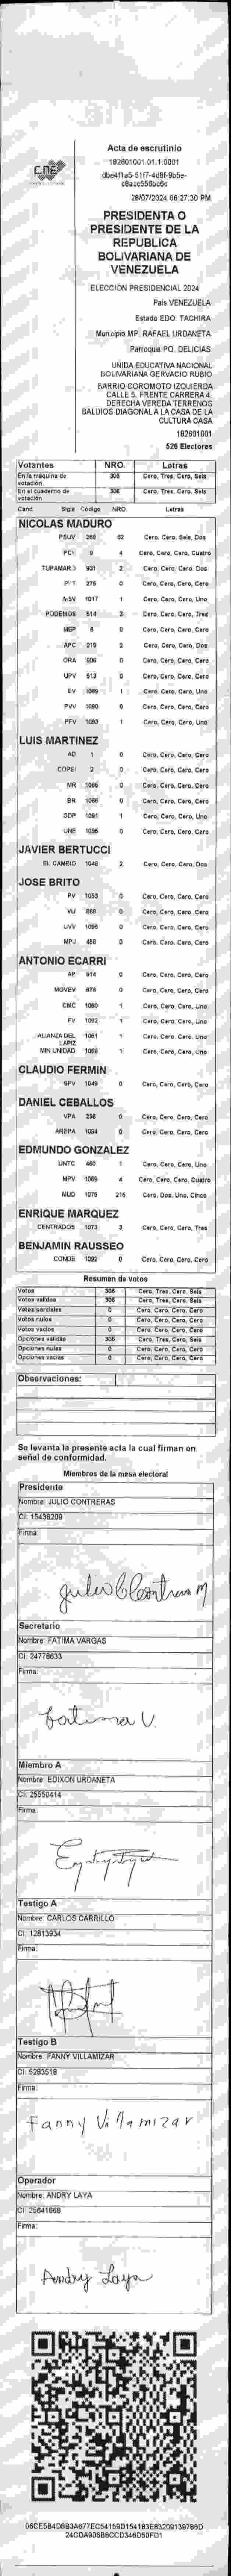 CNE
Acta de escrutinio
182601001.01.1.0001
28/07/2024 06:27:30 PM
PRESIDENTA O
PRESIDENTE DE LA
REPUBLICA
BOLIVARIANA DE
VENEZUELA
ELECCIÓN PRESIDENCIAL 2024
País VENEZUELA
Estado EDO. TACHIRA
Municipio MP. RAFAEL URDANETA
Parroquia PQ. DELICIAS
UNIDA EDUCATIVA NACIONAL
BOLIVARIANA GERVACIO RUBIO
BARRIO COROMOTO IZQUIERDA
CALLE 5. FRENTE CARRERA 4.
DERECHA VEREDA TERRENOS
BALDIOS DIAGONAL A LA CASA DE LA
CULTURA CASA
182601001
526 Electores
Votantes NRO. Letras
En la máquina de votación 306 Cero, Tres, Cero, Seis
En el cuaderno de votación 306 Cero, Tres, Cero, Seis
Cand. Sigla Código NRO. Letras
NICOLAS MADURO
PSUV 62 Cero, Cero, Seis, Dos
PCV 9 4 Cero, Cero, Cero, Cuatro
TUPAMARO 931 2 Cero, Cero, Cero, Dos
PPT 275 0 Cero, Cero, Cero, Cero
MSV 1017 1 Cero, Cero, Cero, Uno
PODEMOS 514 3 Cero, Cero, Cero, Tres
MEP 6 0 Cero, Cero, Cero, Cero
APC 219 2 Cero, Cero, Cero, Dos
ORA 906 0 Cero, Cero, Cero, Cero
UPV 513 0 Cero, Cero, Cero, Cero
EV 1089 1 Cero, Cero, Cero, Uno
PVV 1090 0 Cero, Cero, Cero, Cero
PFV 1093 1 Cero, Cero, Cero, Uno
LUIS MARTINEZ
AD 1 0 Cero, Cero, Cero, Cero
COPEI 2 0 Cero, Cero, Cero, Cero
MR 1066 0 Cero, Cero, Cero, Cero
BR 1068 0 Cero, Cero, Cero, Cero
DDP 1091 1 Cero, Cero, Cero, Uno
UNE 1095 0 Cero, Cero, Cero, Cero
JAVIER BERTUCCI
EL CAMBIO 1048 2 Cero, Cero, Cero, Dos
JOSE BRITO
PV 1053 0 Cero, Cero, Cero, Cero
VU 868 0 Cero, Cero, Cero, Cero
UVV 1096 0 Cero, Cero, Cero, Cero
MPJ 458 0 Cero, Cero, Cero, Cero
ANTONIO ECARRI
AP 914 0 Cero, Cero, Cero, Cero
MOVEV 979 0 Cero, Cero, Cero, Cero
CMC 1080 1 Cero, Cero, Cero, Uno
FV 1082 1 Cero, Cero, Cero, Uno
ALIANZA DEL LAPIZ 1061 1 Cero, Cero, Cero, Uno
MIN UNIDAD 1069 1 Cero, Cero, Cero, Uno
CLAUDIO FERMIN
SPV 1049 0 Cero, Cero, Cero, Cero
DANIEL CEBALLOS
VPA 236 0 Cero, Cero, Cero, Cero
AREPA 1094 0 Cero, Cero, Cero, Cero
EDMUNDO GONZALEZ
UNTC 460 1 Cero, Cero, Cero, Uno
MPV 1069 4 Cero, Cero, Cero, Cuatro
MUD 1075 215 Cero, Dos, Uno, Cinco
ENRIQUE MARQUEZ
CENTRADOS 1073 3 Cero, Cero, Cero, Tres
BENJAMIN RAUSSEO
CONDE 1092 0 Cero, Cero, Cero, Cero
Resumen de votos
Votos 306 Cero, Tres, Cero, Seis
Votos validos 306 Cero, Tres, Cero, Seis
Votos parciales 0 Cero, Cero, Cero, Cero
Votos nulos 0 Cero, Cero, Cero, Cero
Votos vacíos 0 Cero, Cero, Cero, Cero
Opciones validas 306 Cero, Tres, Cero, Seis
Opciones nulas 0 Cero, Cero, Cero, Cero
Opciones vacías 0 Cero, Cero, Cero, Cero
Observaciones:
Se levanta la presente acta la cual firman en
señal de conformidad.
Miembros de la mesa electoral
Presidente
Nombre: JULIO CONTRERAS
CI: 15438209
Firma:
Julio C Contreras M
Secretario
Nombre: FATIMA VARGAS
CI: 24778633
Firma:
Fatima V.
Miembro A
Nombre: EDIXON URDANETA
CI: 25550414
Firma:
Testigo A
Nombre: CARLOS CARRILLO
CI: 12813934
Firma:
Testigo B
Nombre: FANNY VILLAMIZAR
CI: 5283518
Firma:
Fanny Villamizar
Operador
Nombre: ANDRY LAYA
CI: 25641668
Firma:
Andry Laya